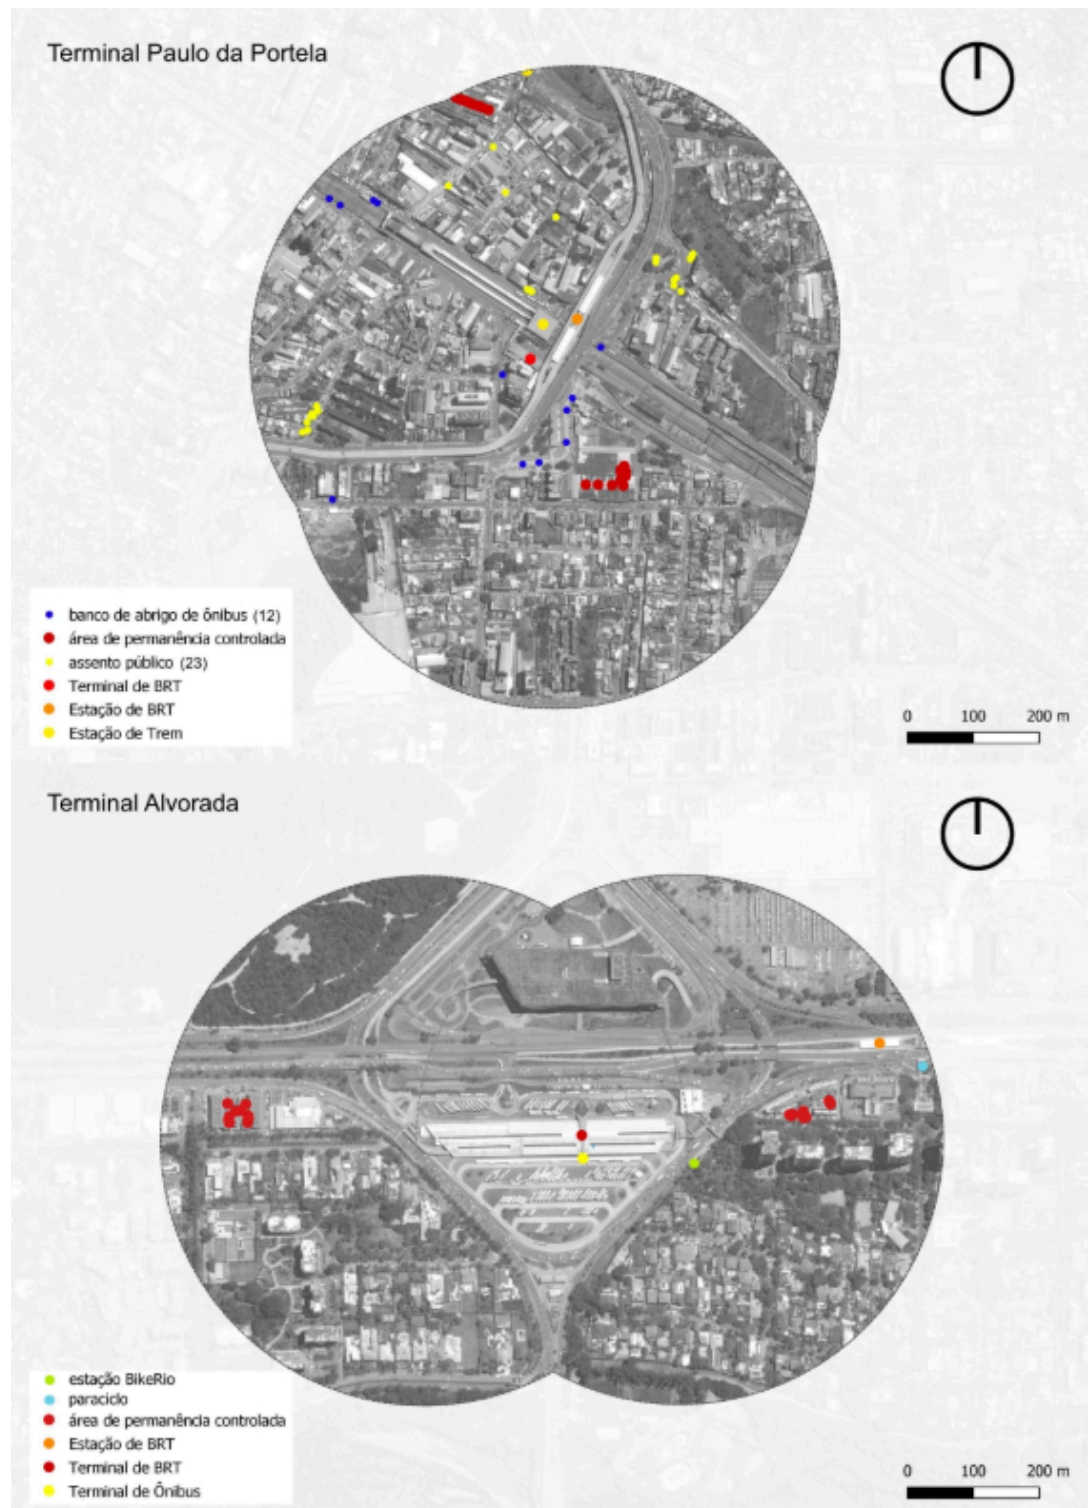 Terminal Paulo da Portela
banco de abrigo de ônibus (12)
área de permanência controlada
assento público (23)
Terminal de BRT
Estação de BRT
Estação de Trem
0 100 200 m
Terminal Alvorada
estação BikeRio
paraciclo
área de permanência controlada
Estação de BRT
Terminal de BRT
Terminal de Ônibus
0 100 200 m